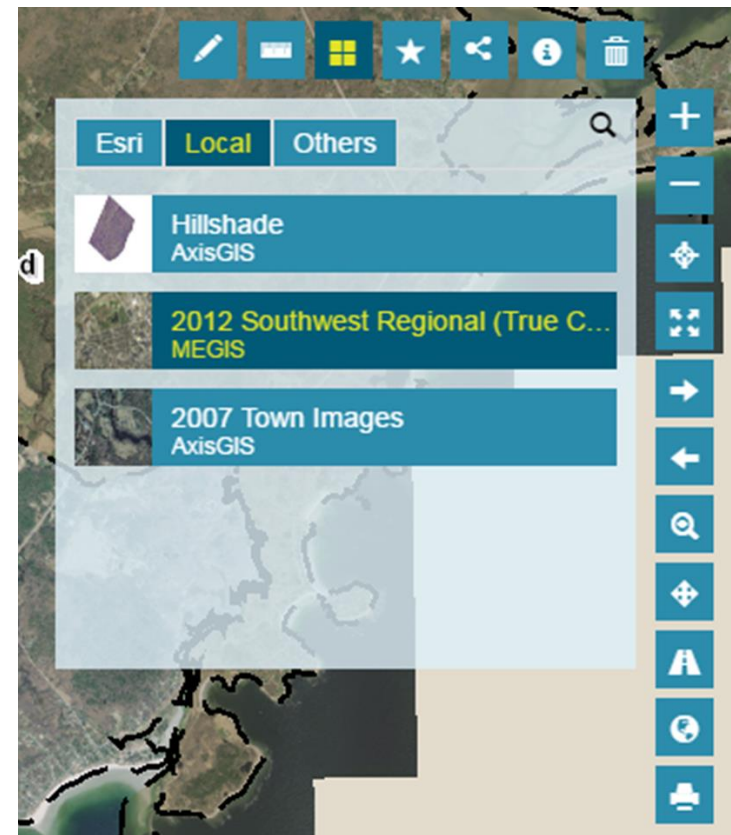 Esri Local Others
Hillshade
AxisGIS
d
2012 Southwest Regional (True C...
MEGIS
2007 Town Images
AxisGIS